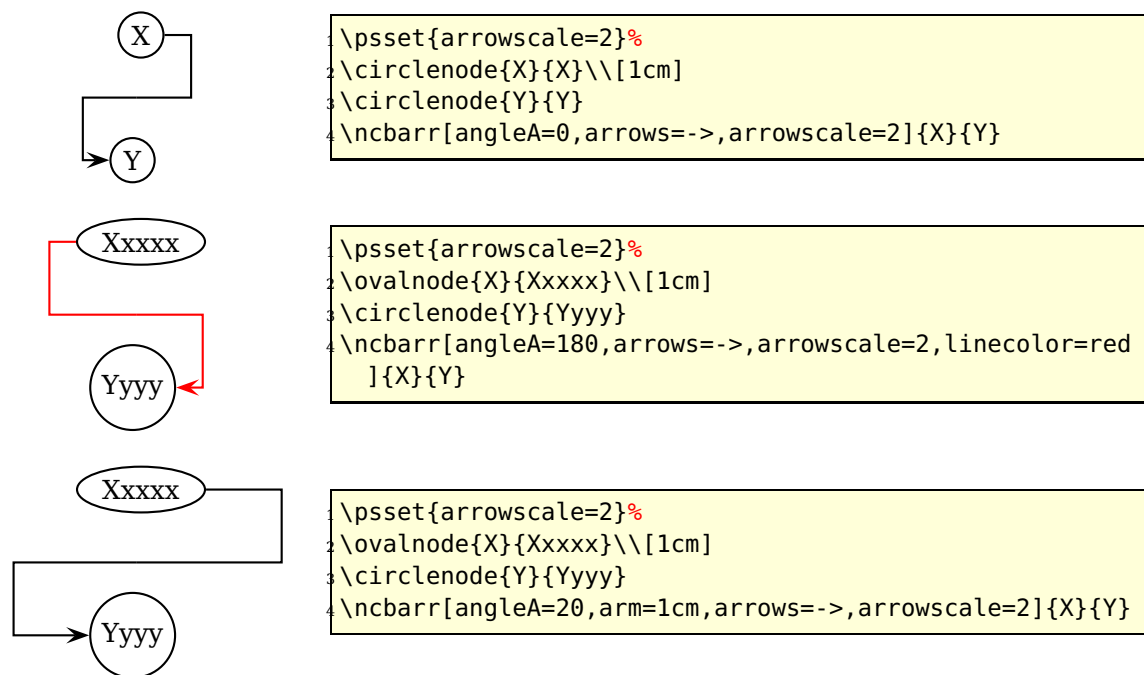 X
Y
1 \psset{arrowscale=2}%
2 \circlenode{X}{X}\\[1cm]
3 \circlenode{Y}{Y}
4 \ncbarr[angleA=0,arrows=->,arrowscale=2]{X}{Y}
Xxxxx
Yyyy
1 \psset{arrowscale=2}%
2 \ovalnode{X}{Xxxxx}\\[1cm]
3 \circlenode{Y}{Yyyy}
4 \ncbarr[angleA=180,arrows=->,arrowscale=2,linecolor=red
]{X}{Y}
Xxxxx
Yyyy
1 \psset{arrowscale=2}%
2 \ovalnode{X}{Xxxxx}\\[1cm]
3 \circlenode{Y}{Yyyy}
4 \ncbarr[angleA=20,arm=1cm,arrows=->,arrowscale=2]{X}{Y}